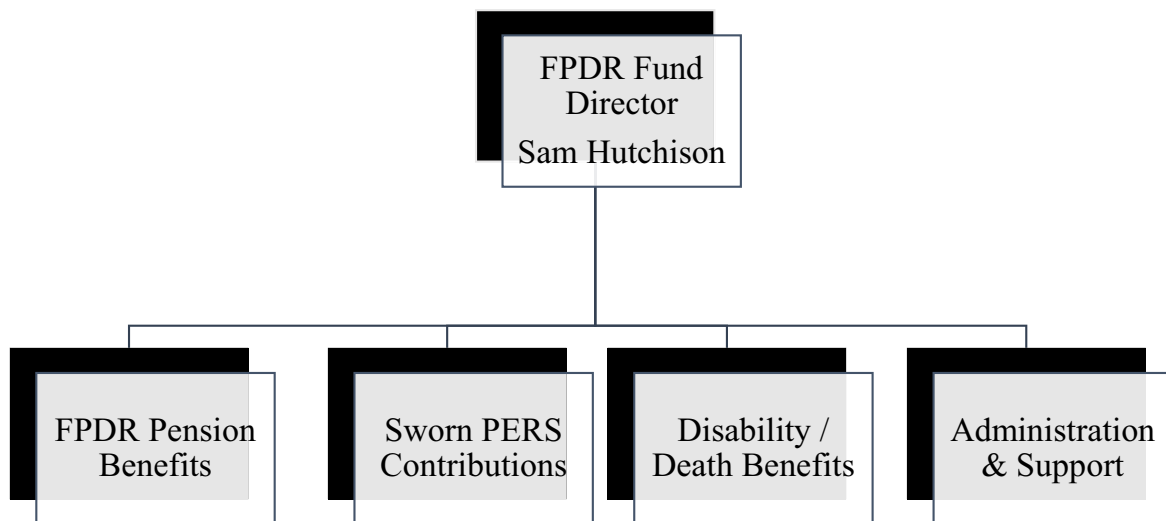 FPDR Fund
Director
Sam Hutchison
FPDR Pension
Benefits
Sworn PERS
Contributions
Disability /
Death Benefits
Administration
& Support